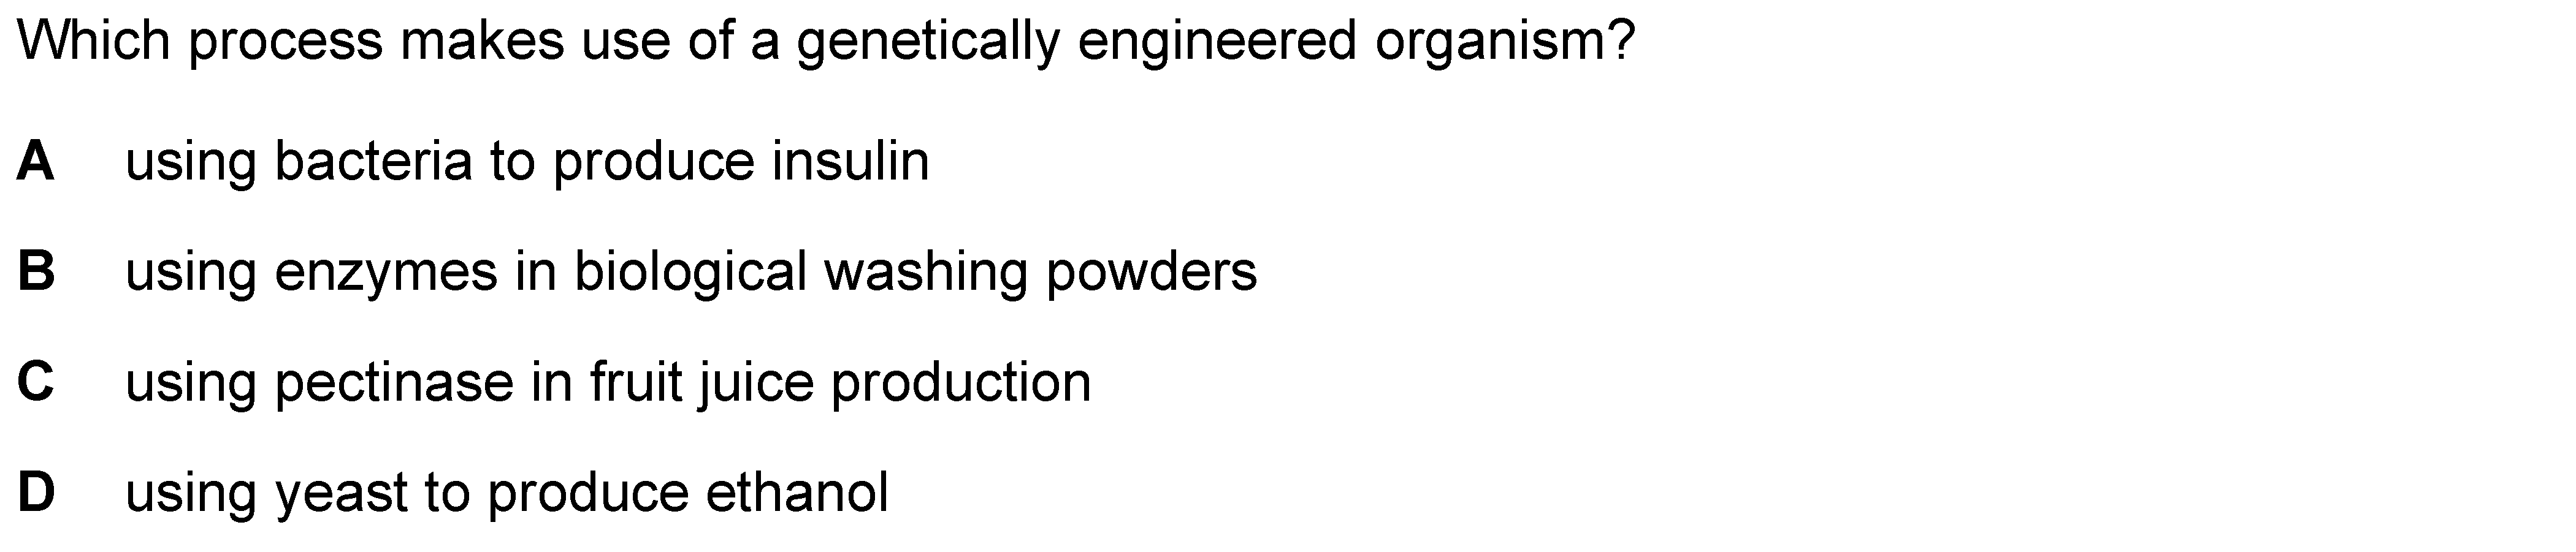 Which process makes use of a genetically engineered organism?
A using bacteria to produce insulin
B using enzymes in biological washing powders
C using pectinase in fruit juice production
D using yeast to produce ethanol